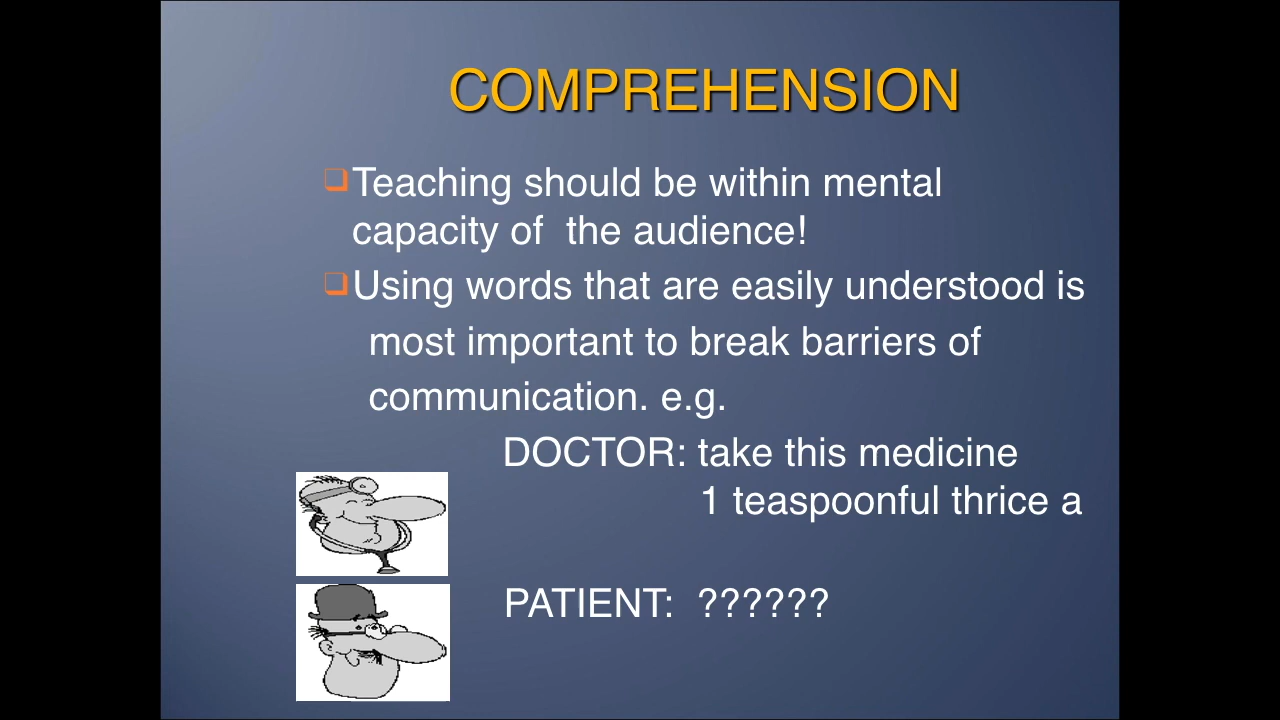 COMPREHENSION
❑Teaching should be within mental
capacity of  the audience!
❑Using words that are easily understood is
most important to break barriers of
communication. e.g.
DOCTOR: take this medicine
1 teaspoonful thrice a
PATIENT:  ??????